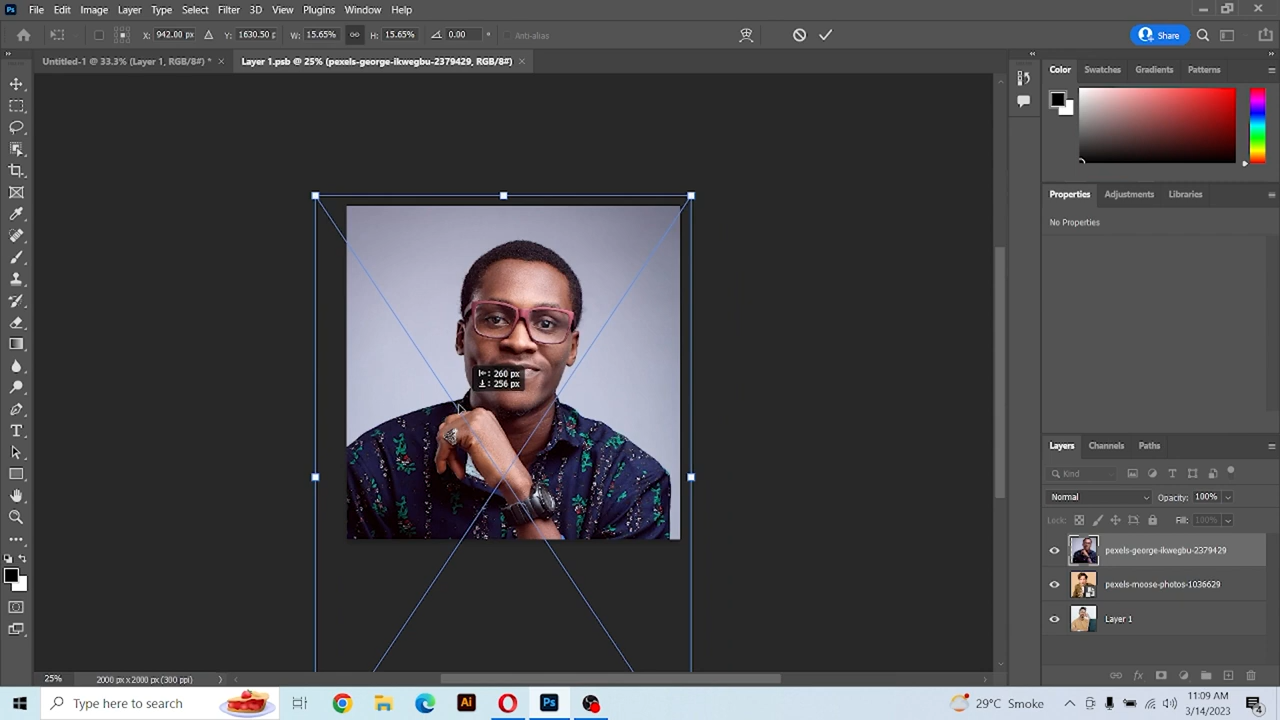 Ps File Edit Image Layer Type Select Filter 3D View Plugins Window Help
X: 942.00 px Y: 1630.50 p W: 15.65% H: 15.65% 0.00 ° Anti-alias Share
Untitled-1 @ 33.3% (Layer 1, RGB/8#) * × Layer 1.psb @ 25% (pexels-george-ikwegbu-2379429, RGB/8#) ×
Color Swatches Gradients Patterns
Properties Adjustments Libraries
No Properties
: 260 px
: 256 px
Layers Channels Paths
Kind
Normal Opacity: 100%
Lock: Fill: 100%
pexels-george-ikwegbu-2379429
pexels-moose-photos-1036629
Layer 1
25% 2000 px x 2000 px (300 ppi)
Type here to search Ai Ps 29°C Smoke 11:09 AM
3/14/2023 4